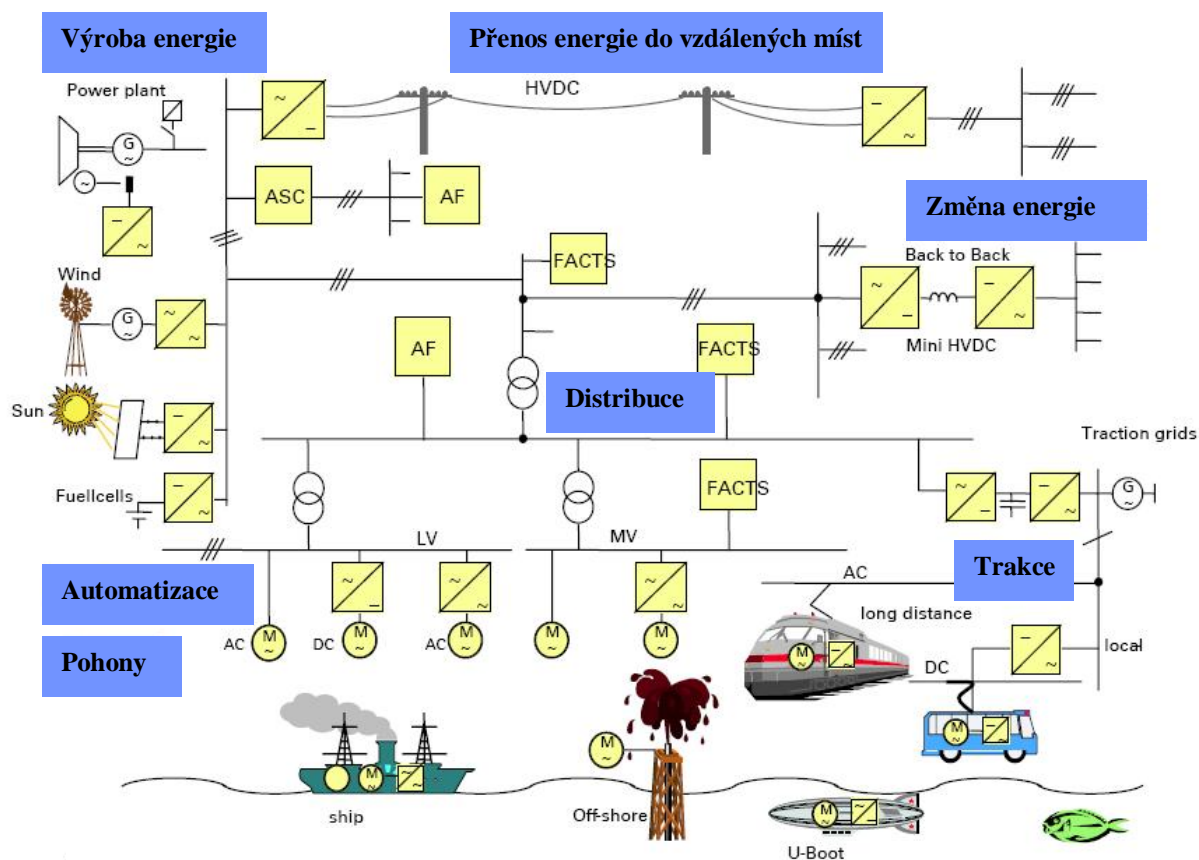 Výroba energie
Přenos energie do vzdálených míst
Power plant
HVDC
~
–
–
~
G
~
~
ASC
AF
–
~
Změna energie
FACTS
Back to Back
~
–
–
~
Mini HVDC
Wind
G
~
~
~
AF
FACTS
Distribuce
Sun
–
~
Traction grids
Fuellcells
–
~
FACTS
~
–
–
~
G
~
LV
MV
Automatizace
~
–
~
~
~
~
AC
Trakce
long distance
AC
M
~
DC
M
~
AC
M
~
M
~
M
~
Pohony
M
~
–
~
–
~
local
DC
M
~
–
~
M
~
M
~
~
~
ship
Off-shore
M
~
–
~
U-Boot